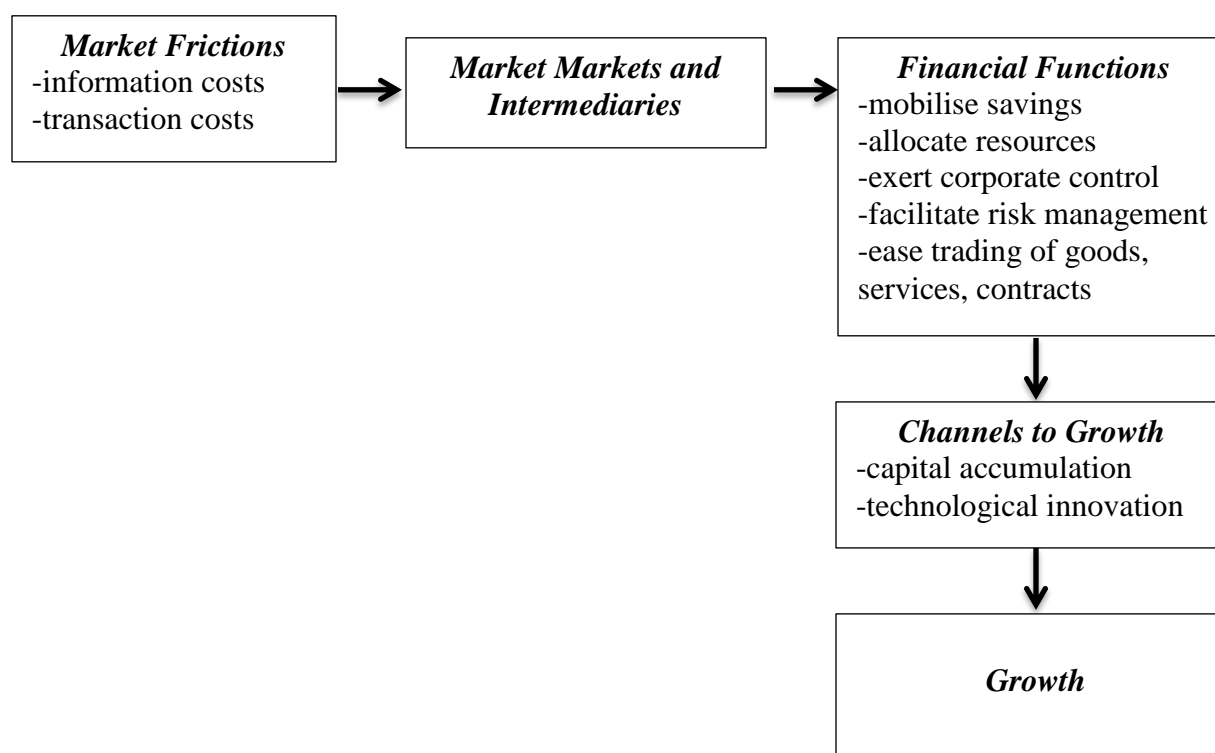 Market Frictions
-information costs
-transaction costs
Market Markets and
Intermediaries
Financial Functions
-mobilise savings
-allocate resources
-exert corporate control
-facilitate risk management
-ease trading of goods,
services, contracts
Channels to Growth
-capital accumulation
-technological innovation
Growth